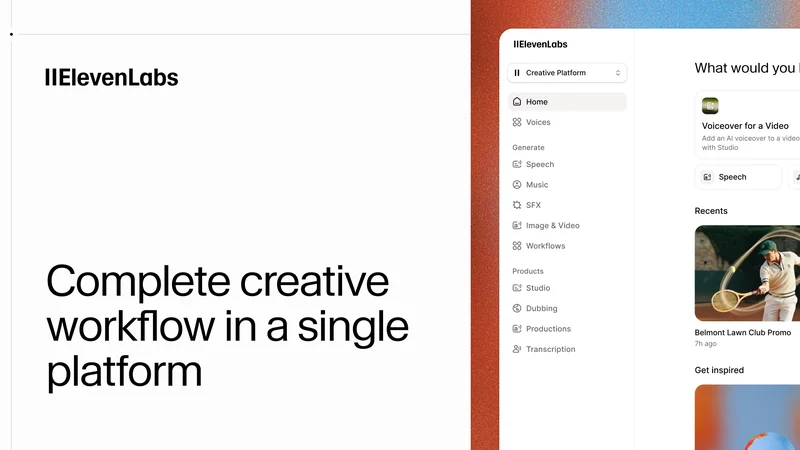 IIElevenLabs
Complete creative
workflow in a single
platform
IIElevenLabs
Creative Platform
Home
Voices
Generate
Speech
Music
SFX
Image & Video
Workflows
Products
Studio
Dubbing
Productions
Transcription
What would you
Voiceover for a Video
Add an AI voiceover to a video
with Studio
Speech
Recents
Belmont Lawn Club Promo
7h ago
Get inspired